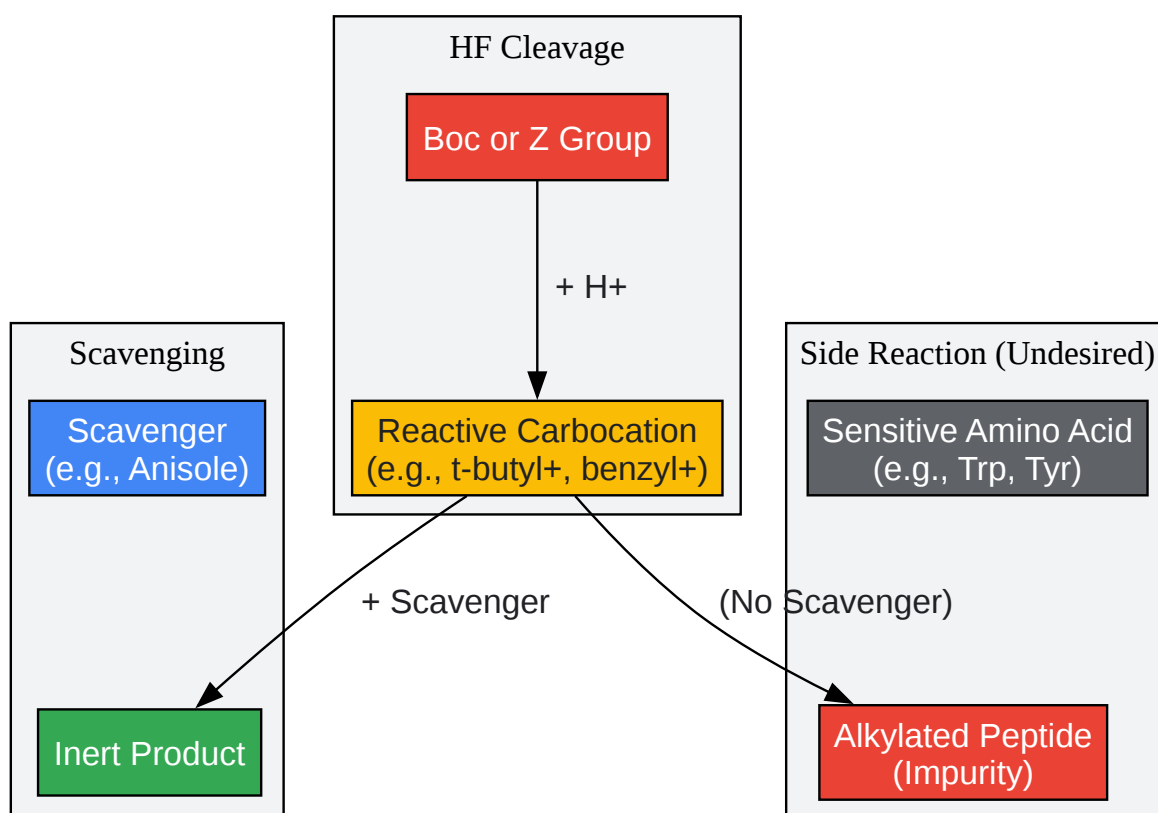 HF Cleavage
Boc or Z Group
+ H+
Scavenging
Scavenger
(e.g., Anisole)
Reactive Carbocation
(e.g., t-butyl+, benzyl+)
Side Reaction (Undesired)
Sensitive Amino Acid
(e.g., Trp, Tyr)
+ Scavenger
(No Scavenger)
Inert Product
Alkylated Peptide
(Impurity)